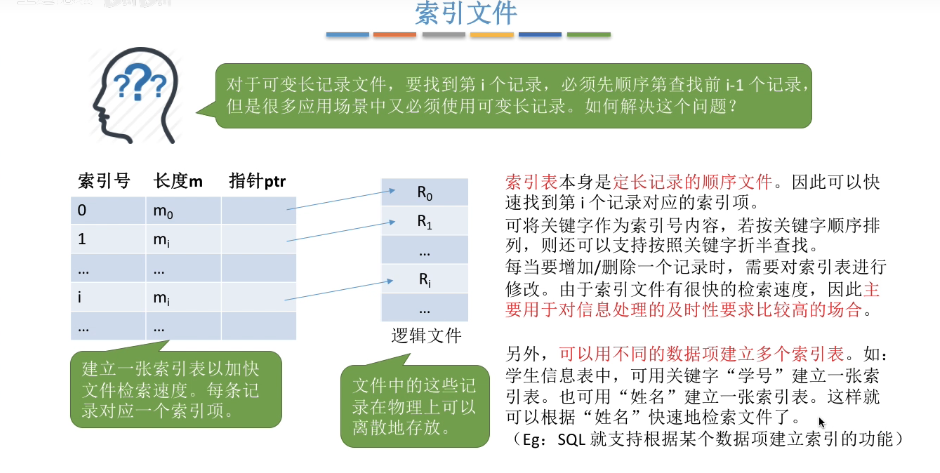 索引文件
???
对于可变长记录文件，要找到第 i 个记录，必须先顺序第查找前 i-1 个记录，
但是很多应用场景中又必须使用可变长记录。如何解决这个问题？
索引号 长度m 指针ptr
0 m0
1 mi
... ...
i mi
... ...
R0
R1
...
Ri
...
逻辑文件
建立一张索引表以加快
文件检索速度。每条记
录对应一个索引项。
文件中的这些记
录在物理上可以
离散地存放。
索引表本身是定长记录的顺序文件。因此可以快
速找到第 i 个记录对应的索引项。
可将关键字作为索引号内容，若按关键字顺序排
列，则还可以支持按照关键字折半查找。
每当要增加/删除一个记录时，需要对索引表进行
修改。由于索引文件有很快的检索速度，因此主
要用于对信息处理的及时性要求比较高的场合。
另外，可以用不同的数据项建立多个索引表。如：
学生信息表中，可用关键字“学号”建立一张索
引表。也可用“姓名”建立一张索引表。这样就
可以根据“姓名”快速地检索文件了。
（Eg：SQL 就支持根据某个数据项建立索引的功能）